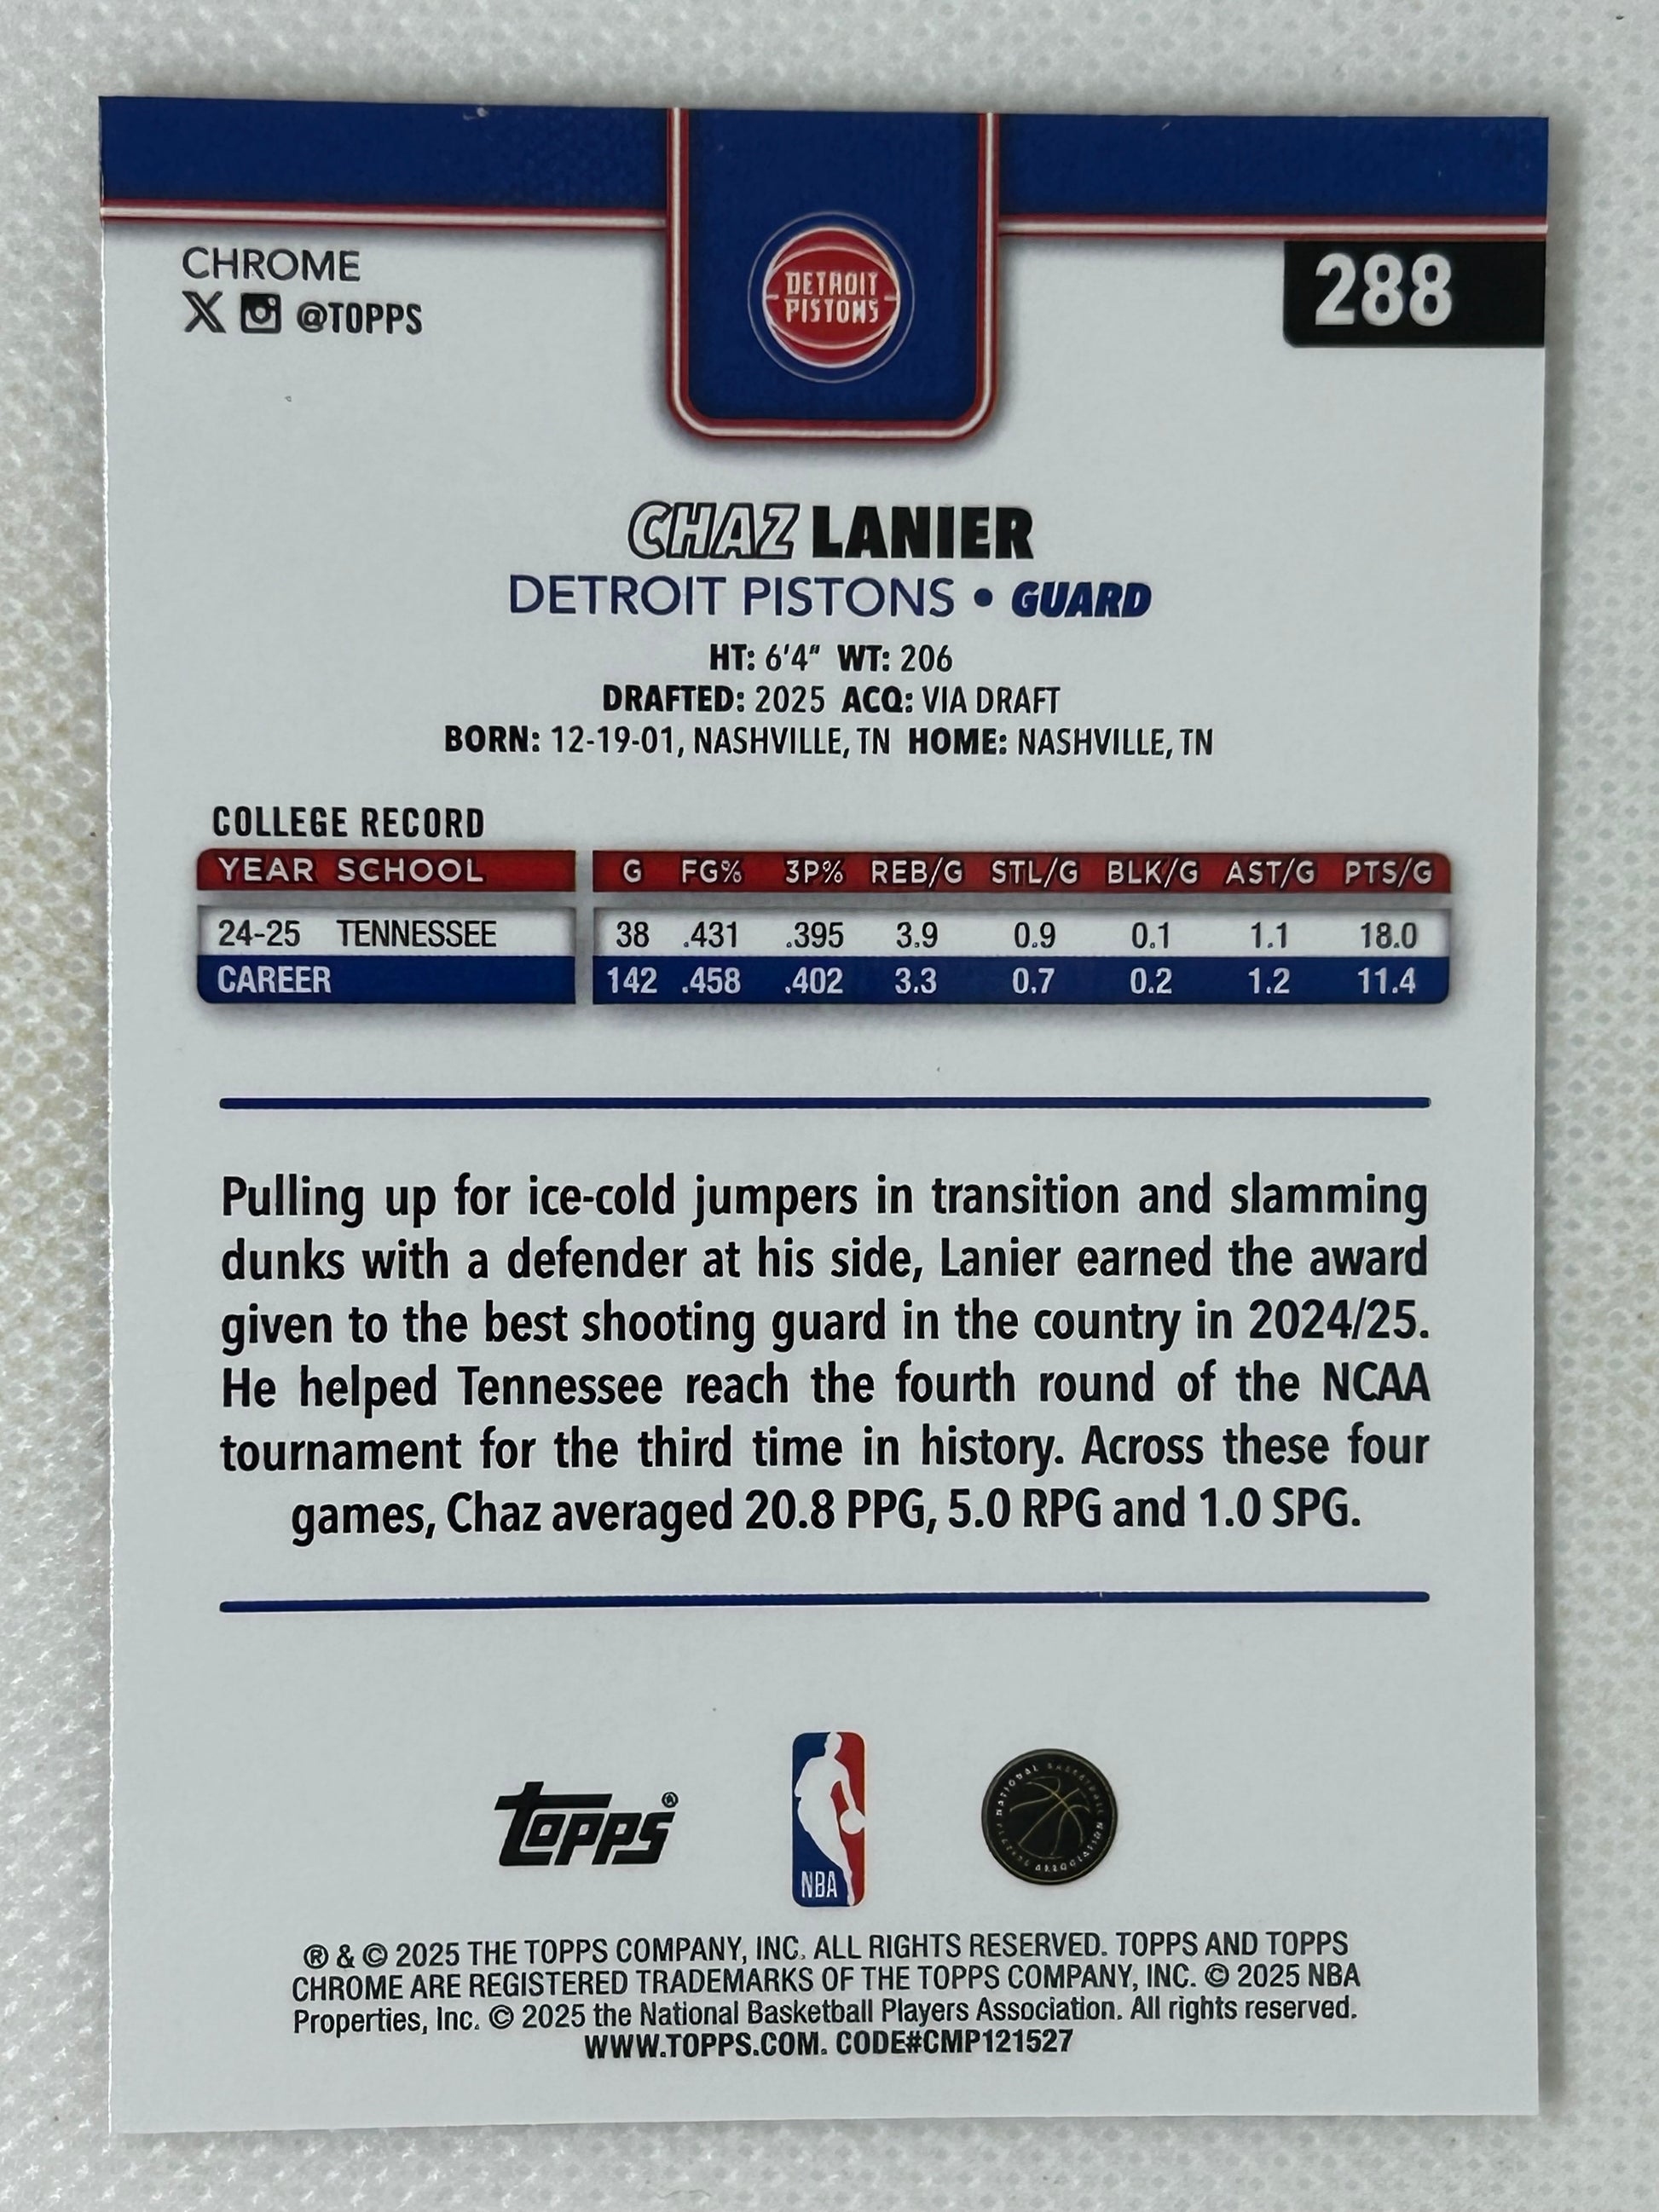 CHROME
X @TOPPS
DETROIT
PISTONS
288
CHAZ LANIER
DETROIT PISTONS • GUARD
HT: 6'4" WT: 206
DRAFTED: 2025 ACQ: VIA DRAFT
BORN: 12-19-01, NASHVILLE, TN HOME: NASHVILLE, TN
COLLEGE RECORD
YEAR SCHOOL G FG% 3P% REB/G STL/G BLK/G AST/G PTS/G
24-25 TENNESSEE 38 .431 .395 3.9 0.9 0.1 1.1 18.0
CAREER 142 .458 .402 3.3 0.7 0.2 1.2 11.4
Pulling up for ice-cold jumpers in transition and slamming
dunks with a defender at his side, Lanier earned the award
given to the best shooting guard in the country in 2024/25.
He helped Tennessee reach the fourth round of the NCAA
tournament for the third time in history. Across these four
games, Chaz averaged 20.8 PPG, 5.0 RPG and 1.0 SPG.
Topps®
NBA
NATIONAL BASKETBALL
PLAYERS ASSOCIATION
® & © 2025 THE TOPPS COMPANY, INC. ALL RIGHTS RESERVED. TOPPS AND TOPPS
CHROME ARE REGISTERED TRADEMARKS OF THE TOPPS COMPANY, INC. © 2025 NBA
Properties, Inc. © 2025 the National Basketball Players Association. All rights reserved.
WWW.TOPPS.COM. CODE#CMP121527